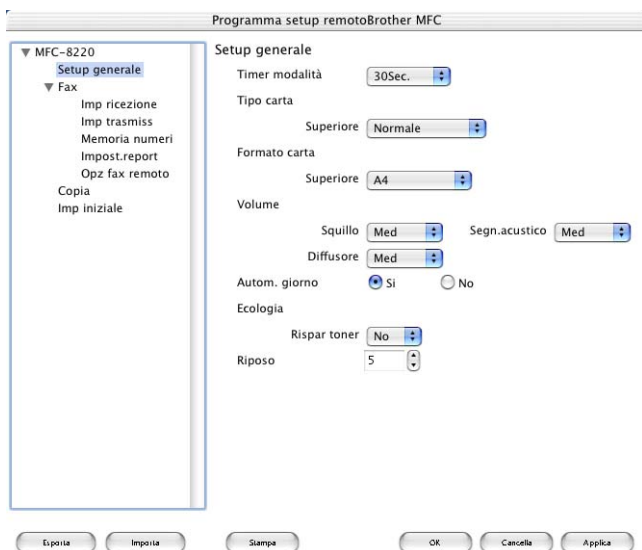 Programma setup remotoBrother MFC
MFC-8220
Setup generale
Fax
Imp ricezione
Imp trasmiss
Memoria numeri
Impost.report
Opz fax remoto
Copia
Imp iniziale
Setup generale
Timer modalità 30Sec.
Tipo carta
Superiore Normale
Formato carta
Superiore A4
Volume
Squillo Med Segn.acustico Med
Diffusore Med
Autom. giorno Si No
Ecologia
Rispar toner No
Riposo 5
Esporta Importa Stampa OK Cancella Applica